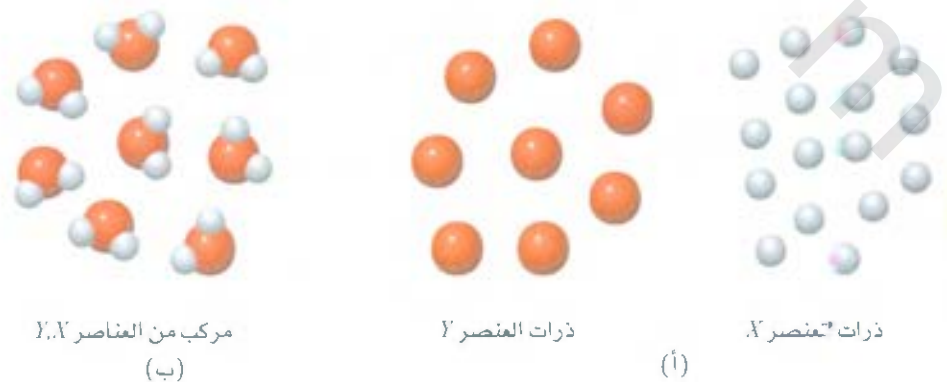 ذرات العنصر X
ذرات العنصر Y
(أ)
مركب من العناصر Y,X
(ب)
m